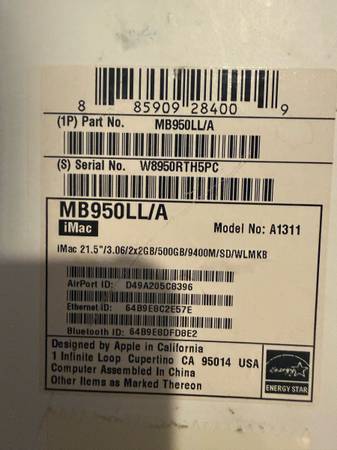 8 85909 28400 9
(1P) Part No. MB950LL/A
(S) Serial No. W8950RTH5PC
MB950LL/A
iMac Model No: A1311
iMac 21.5"/3.06/2x2GB/500GB/9400M/SD/WLMKB
AirPort ID: D49A205C8396
Ethernet ID: 64B9E8C2E57E
Bluetooth ID: 64B9E8DFD8E2
Designed by Apple in California
1 Infinite Loop Cupertino CA 95014 USA
Computer Assembled In China
Other Items as Marked Thereon
energy
ENERGY STAR